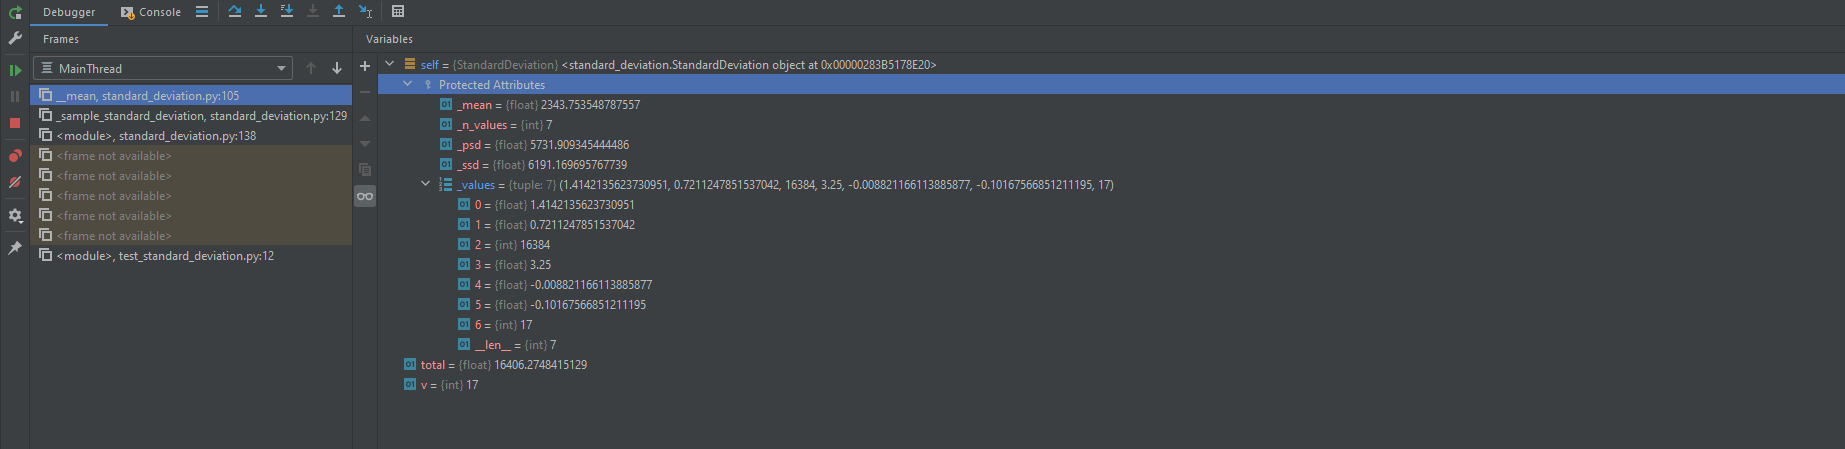 Debugger
Console
Frames
Variables
MainThread
__mean, standard_deviation.py:105
_sample_standard_deviation, standard_deviation.py:129
<module>, standard_deviation.py:138
<frame not available>
<frame not available>
<frame not available>
<frame not available>
<frame not available>
<module>, test_standard_deviation.py:12
self = {StandardDeviation} <standard_deviation.StandardDeviation object at 0x00000283B5178E20>
Protected Attributes
_mean = {float} 2343.753548787557
_n_values = {int} 7
_psd = {float} 5731.909345444486
_ssd = {float} 6191.169695767739
_values = {tuple: 7} (1.4142135623730951, 0.7211247851537042, 16384, 3.25, -0.008821166113885877, -0.10167566851211195, 17)
0 = {float} 1.4142135623730951
1 = {float} 0.7211247851537042
2 = {int} 16384
3 = {float} 3.25
4 = {float} -0.008821166113885877
5 = {float} -0.10167566851211195
6 = {int} 17
__len__ = {int} 7
total = {float} 16406.2748415129
v = {int} 17